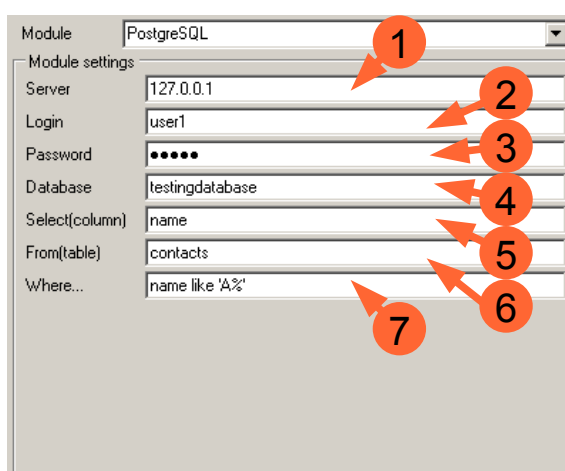 Module PostgreSQL
1
Module settings
Server 127.0.0.1
2
Login user1
3
Password ●●●●●
Database testingdatabase
4
Select(column) name
5
From(table) contacts
Where... name like 'A%'
6
7